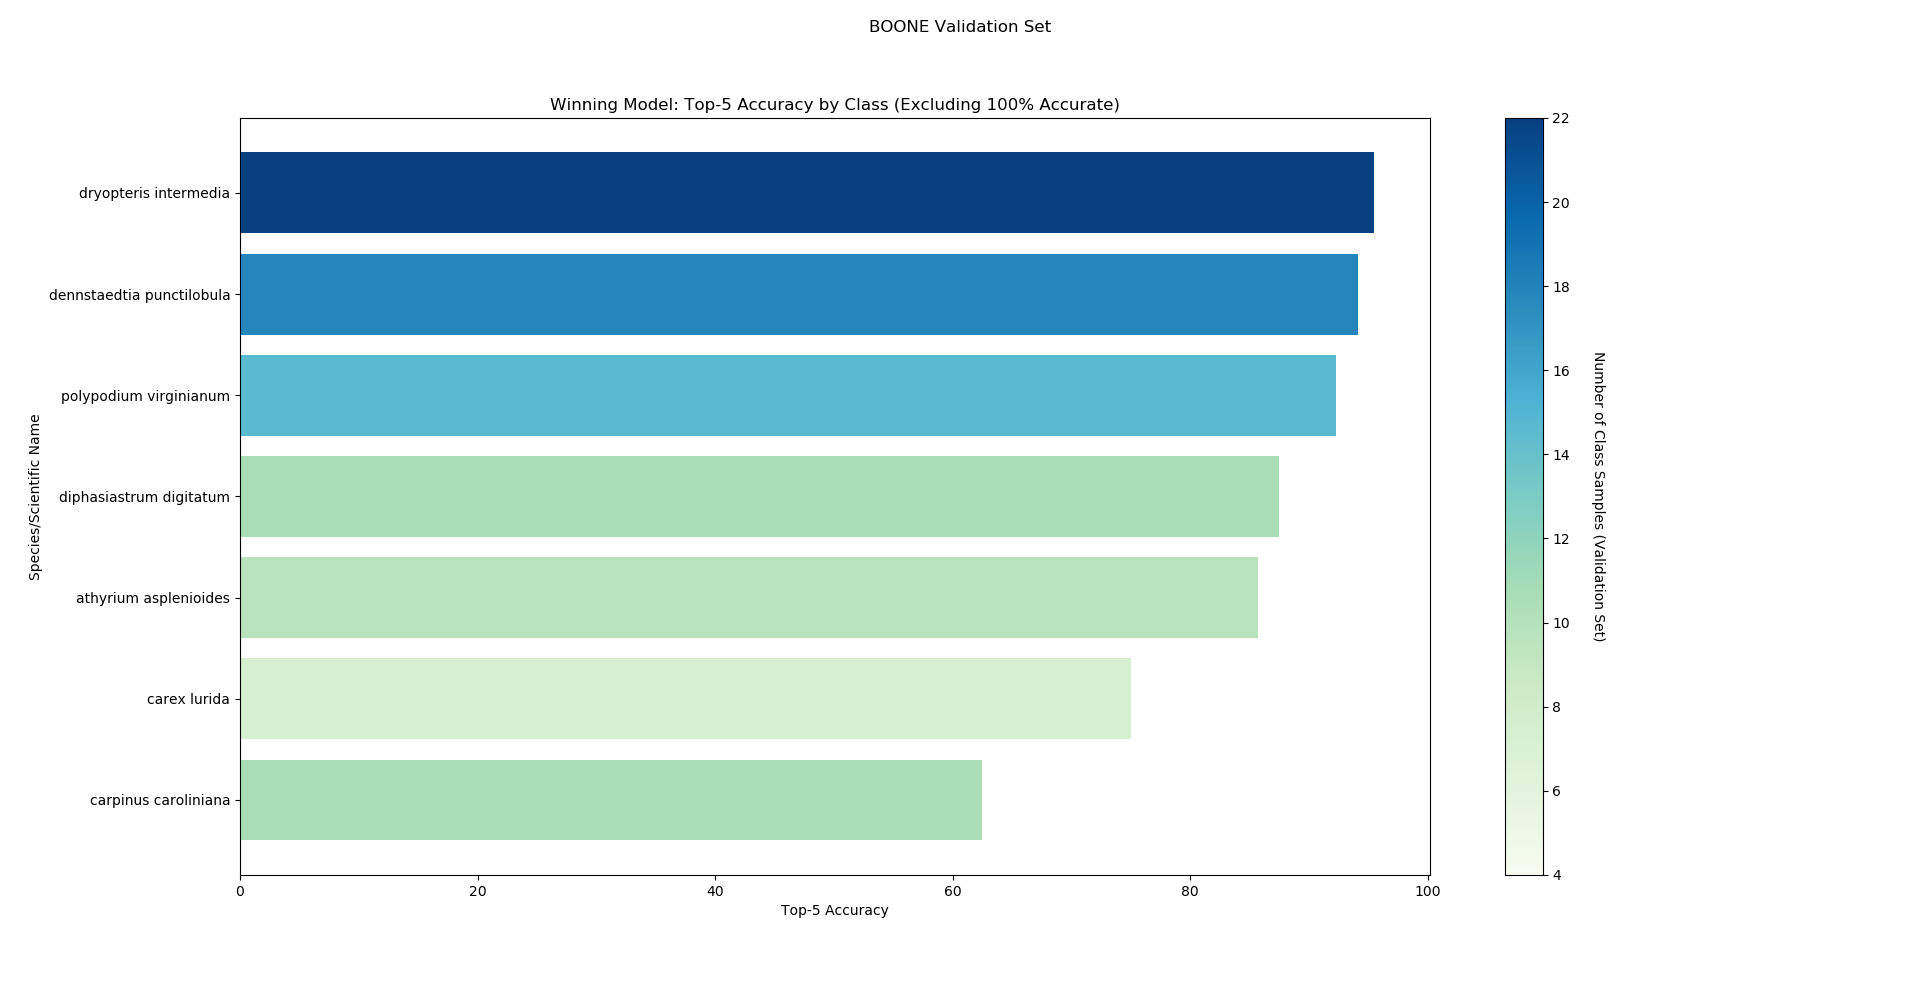 BOONE Validation Set
Winning Model: Top-5 Accuracy by Class (Excluding 100% Accurate)
Species/Scientific Name
dryopteris intermedia
dennstaedtia punctilobula
polypodium virginianum
diphasiastrum digitatum
athyrium asplenioides
carex lurida
carpinus caroliniana
0 20 40 60 80 100
Top-5 Accuracy
22
20
18
16
14
12
10
8
6
4
Number of Class Samples (Validation Set)